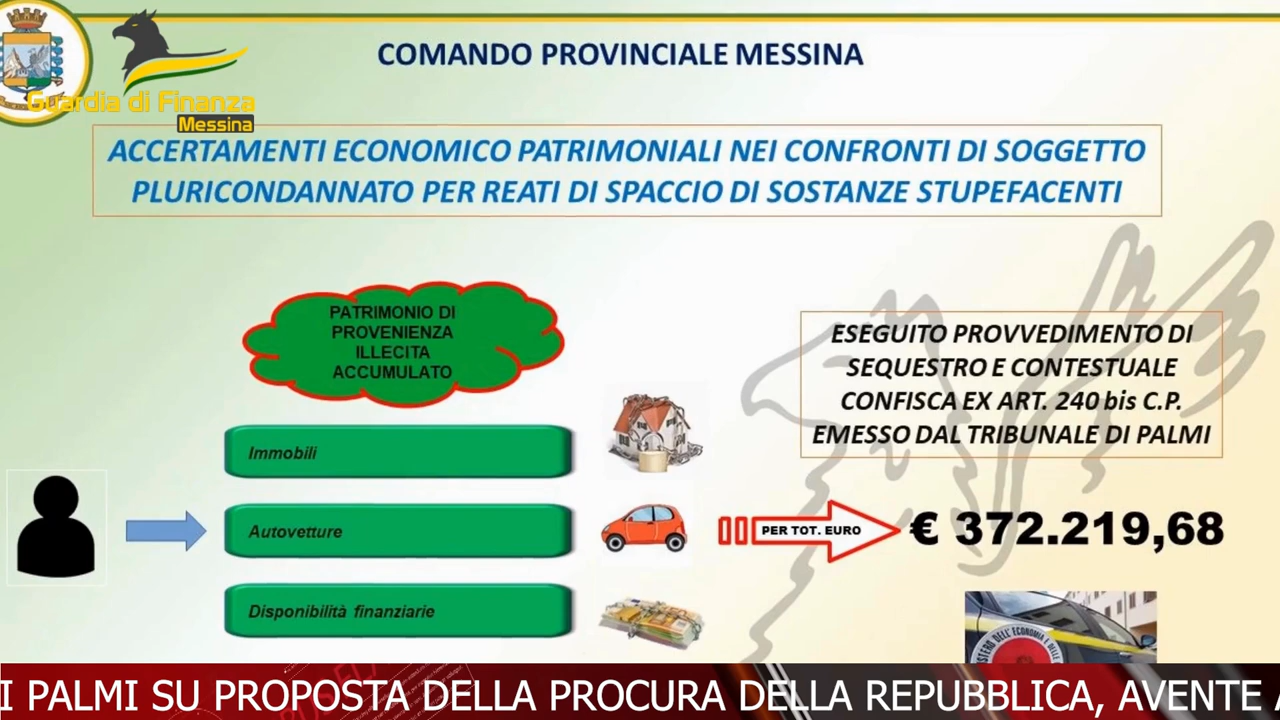 COMANDO PROVINCIALE MESSINA
Guardia di Finanza
Messina
ACCERTAMENTI ECONOMICO PATRIMONIALI NEI CONFRONTI DI SOGGETTO
PLURICONDANNATO PER REATI DI SPACCIO DI SOSTANZE STUPEFACENTI
PATRIMONIO DI
PROVENIENZA
ILLECITA
ACCUMULATO
ESEGUITO PROVVEDIMENTO DI
SEQUESTRO E CONTESTUALE
CONFISCA EX ART. 240 bis C.P.
EMESSO DAL TRIBUNALE DI PALMI
Immobili
Autovetture
PER TOT. EURO
€ 372.219,68
Disponibilità finanziarie
DELL'ECONOMIA E DELLE
I PALMI SU PROPOSTA DELLA PROCURA DELLA REPUBBLICA, AVENTE